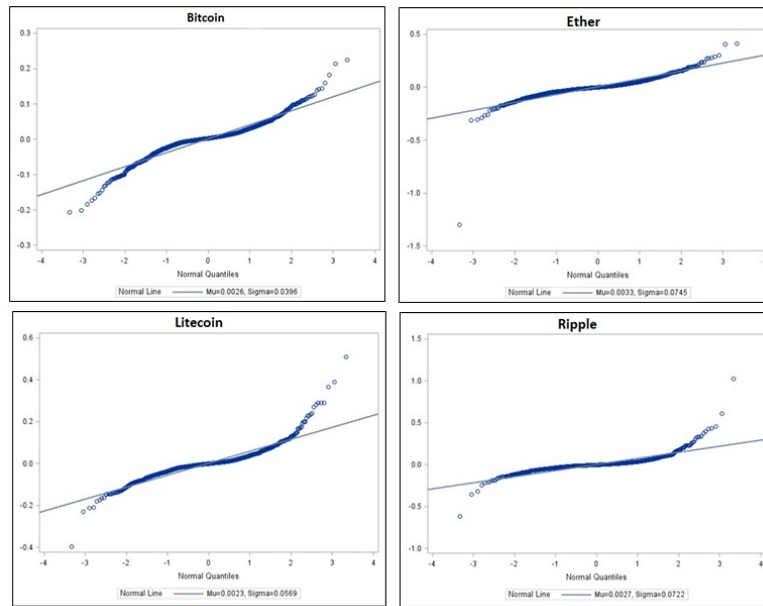 Bitcoin
0.3
0.2
0.1
0.0
-0.1
0.2
0.3
-4 -3 -2 -1 0 1 2 3 4
Normal Quantiles
Normal Line Mu=0.0026, Sigma=0.0396
Ether
0.5
0.0
-0.5
-1.0
-1.5
-4 -3 -2 -1 0 1 2 3 4
Normal Quantiles
Normal Line Mu=0.0033, Sigma=0.0745
Litecoin
0.6
0.4
0.2
0.0
-0.2
-0.4
-4 -3 -2 -1 0 1 2 3 4
Normal Quantiles
Normal Line Mu=0.0023, Sigma=0.0569
Ripple
1.5
1.0
0.5
0.0
-0.5
-1.0
-4 -3 -2 -1 0 1 2 3 4
Normal Quantiles
Normal Line Mu=0.0027, Sigma=0.0722